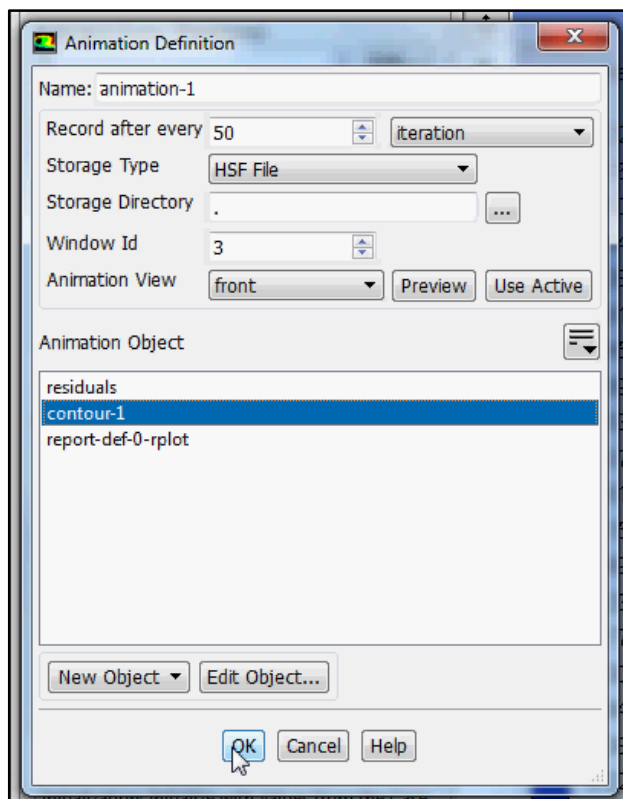 Animation Definition
Name: animation-1
Record after every 50 iteration
Storage Type HSF File
Storage Directory . ...
Window Id 3
Animation View front Preview Use Active
Animation Object
residuals
contour-1
report-def-0-rplot
New Object Edit Object...
OK Cancel Help